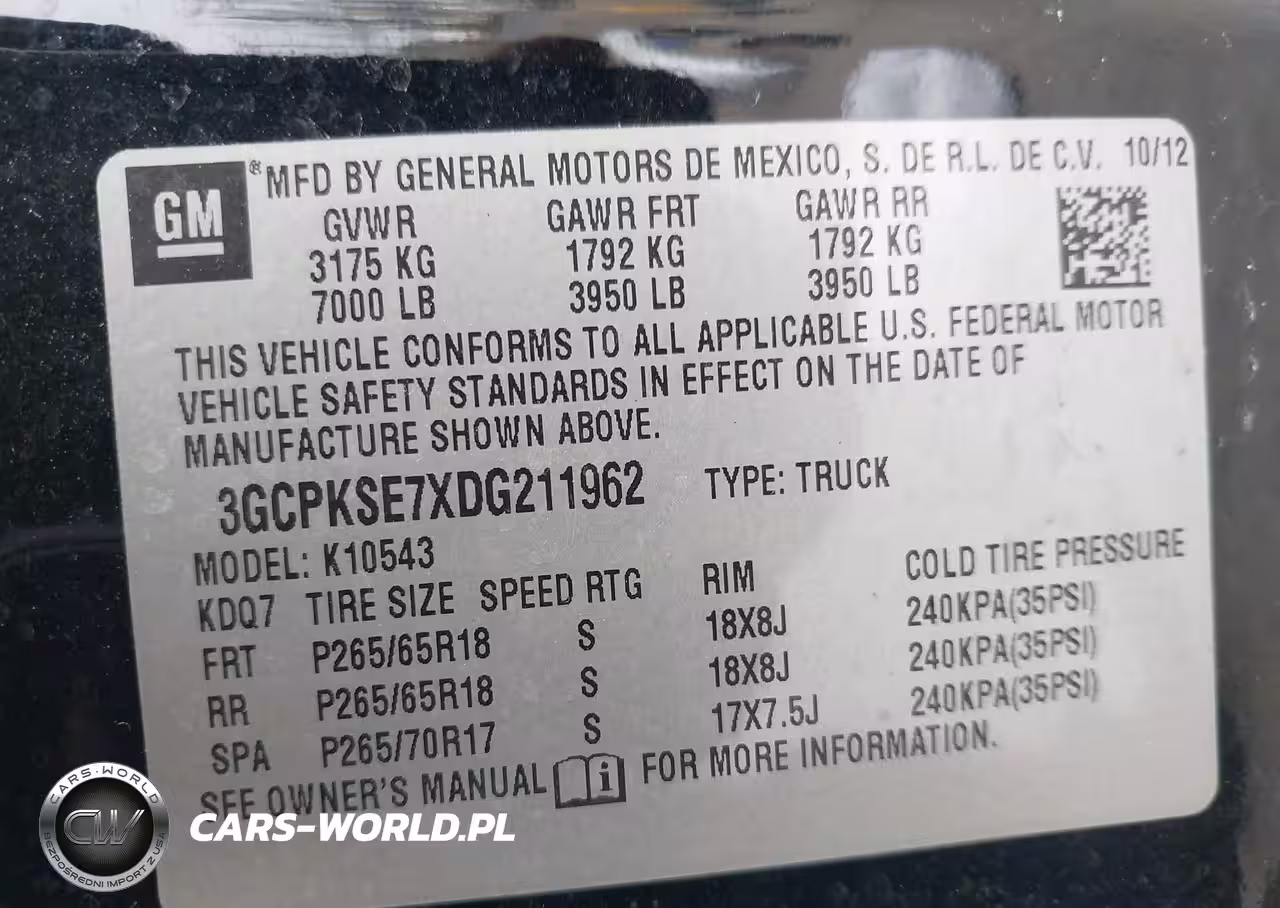 GM ® MFD BY GENERAL MOTORS DE MEXICO, S. DE R.L. DE C.V. 10/12
GVWR GAWR FRT GAWR RR
3175 KG 1792 KG 1792 KG
7000 LB 3950 LB 3950 LB
THIS VEHICLE CONFORMS TO ALL APPLICABLE U.S. FEDERAL MOTOR
VEHICLE SAFETY STANDARDS IN EFFECT ON THE DATE OF
MANUFACTURE SHOWN ABOVE.
3GCPKSE7XDG211962 TYPE: TRUCK
MODEL: K10543
KDQ7 TIRE SIZE SPEED RTG RIM COLD TIRE PRESSURE
FRT P265/65R18 S 18X8J 240KPA(35PSI)
RR P265/65R18 S 18X8J 240KPA(35PSI)
SPA P265/70R17 S 17X7.5J 240KPA(35PSI)
SEE OWNER'S MANUAL i FOR MORE INFORMATION.
CARS-WORLD
CW
BEZPOŚREDNI IMPORT Z USA
CARS-WORLD.PL